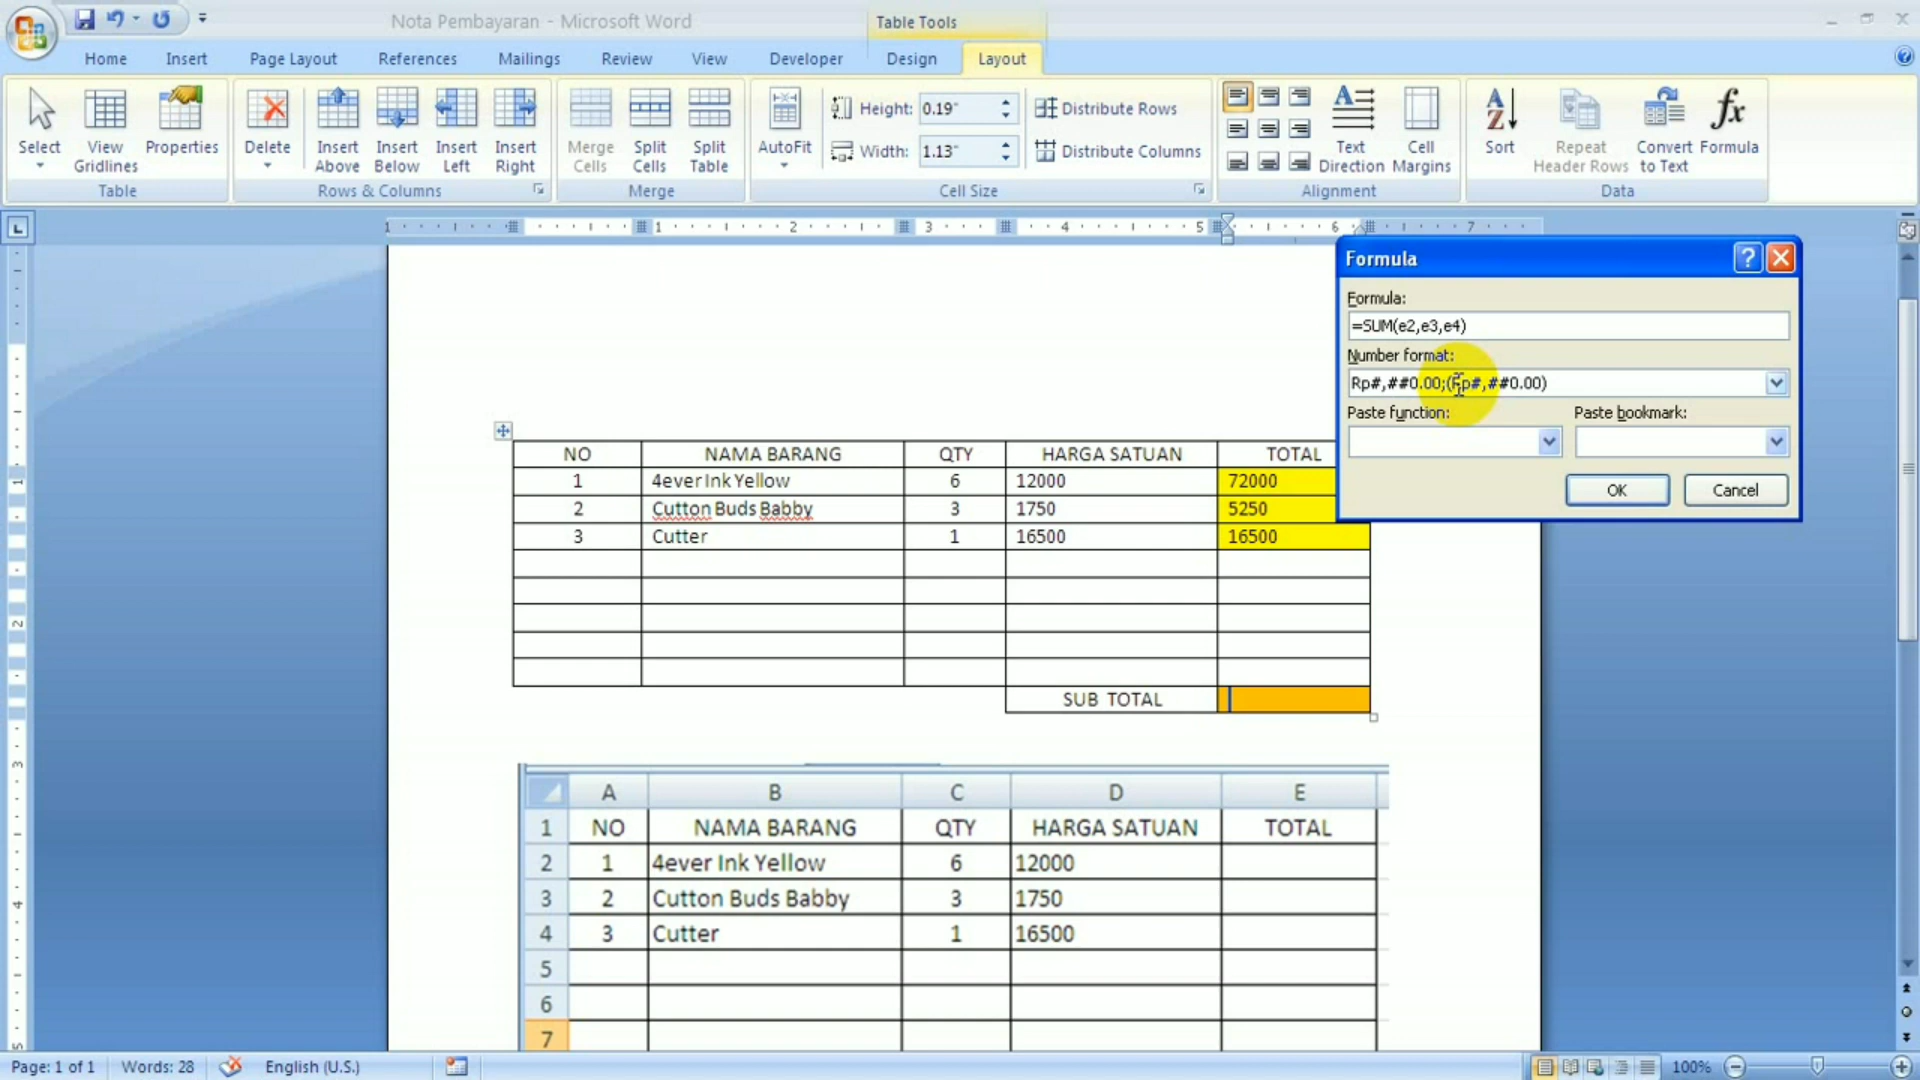 Nota Pembayaran - Microsoft Word
Table Tools
Home Insert Page Layout References Mailings Review View Developer Design Layout
Select
View Gridlines
Properties
Table
Delete
Insert Above
Insert Below
Insert Left
Insert Right
Rows & Columns
Merge Cells
Split Cells
Split Table
Merge
AutoFit
Height: 0.19"
Width: 1.13"
Distribute Rows
Distribute Columns
Cell Size
Text Direction
Cell Margins
Alignment
Sort
Repeat Header Rows
Convert to Text
Formula
Data
L
1 1 2 3 4 5 6 7
Formula
Formula:
=SUM(e2,e3,e4)
Number format:
Rp#,##0.00;(Rp#,##0.00)
Paste function: Paste bookmark:
OK Cancel
NO NAMA BARANG QTY HARGA SATUAN TOTAL
1 4ever Ink Yellow 6 12000 72000
2 Cutton Buds Babby 3 1750 5250
3 Cutter 1 16500 16500
SUB TOTAL
A B C D E
1 NO NAMA BARANG QTY HARGA SATUAN TOTAL
2 1 4ever Ink Yellow 6 12000
3 2 Cutton Buds Babby 3 1750
4 3 Cutter 1 16500
5
6
7
Page: 1 of 1 Words: 28 English (U.S.) 100%